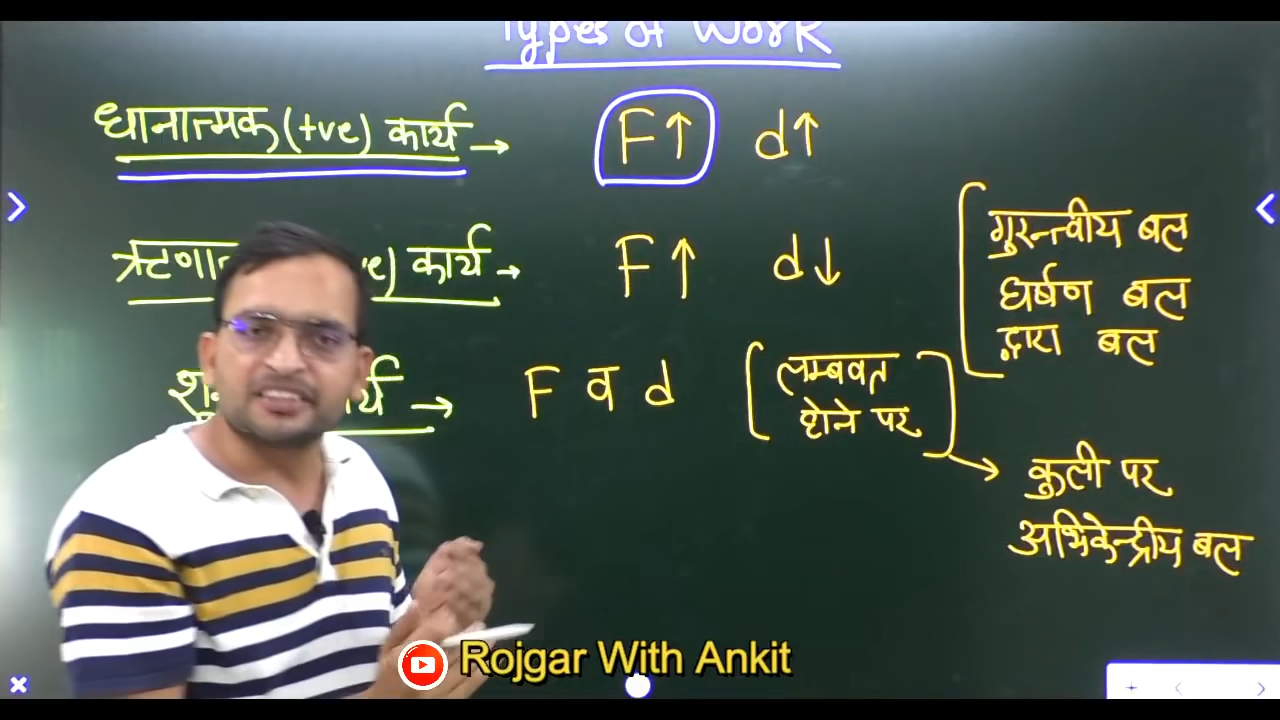 Types of Work
धानात्मक (+ve) कार्य → F↑ d↑
कार्य → F↑ d↓
गुरुत्वीय बल
घर्षण बल
द्वारा बल
→ F व d [लम्बवत
होने पर] →
कुली पर
अभिकेन्द्रीय बल
Rojgar With Ankit